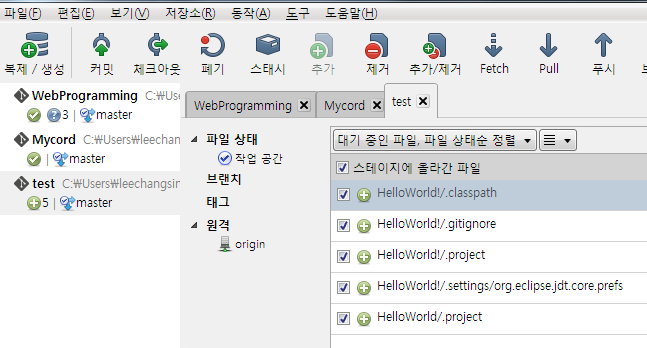 파일(F) 편집(E) 보기(V) 저장소(R) 동작(A) 도구 도움말(H)
복제 / 생성 커밋 체크아웃 폐기 스태시 추가 제거 추가/제거 Fetch Pull 푸시
WebProgramming C:\Us
3 | master
Mycord C:\Users\leechangsin
| master
test C:\Users\leechangsin
5 | master
WebProgramming Mycord test
파일 상태
작업 공간
브랜치
태그
원격
origin
대기 중인 파일, 파일 상태순 정렬
스테이지에 올라간 파일
HelloWorld!/.classpath
HelloWorld!/.gitignore
HelloWorld!/.project
HelloWorld!/.settings/org.eclipse.jdt.core.prefs
HelloWorld/.project